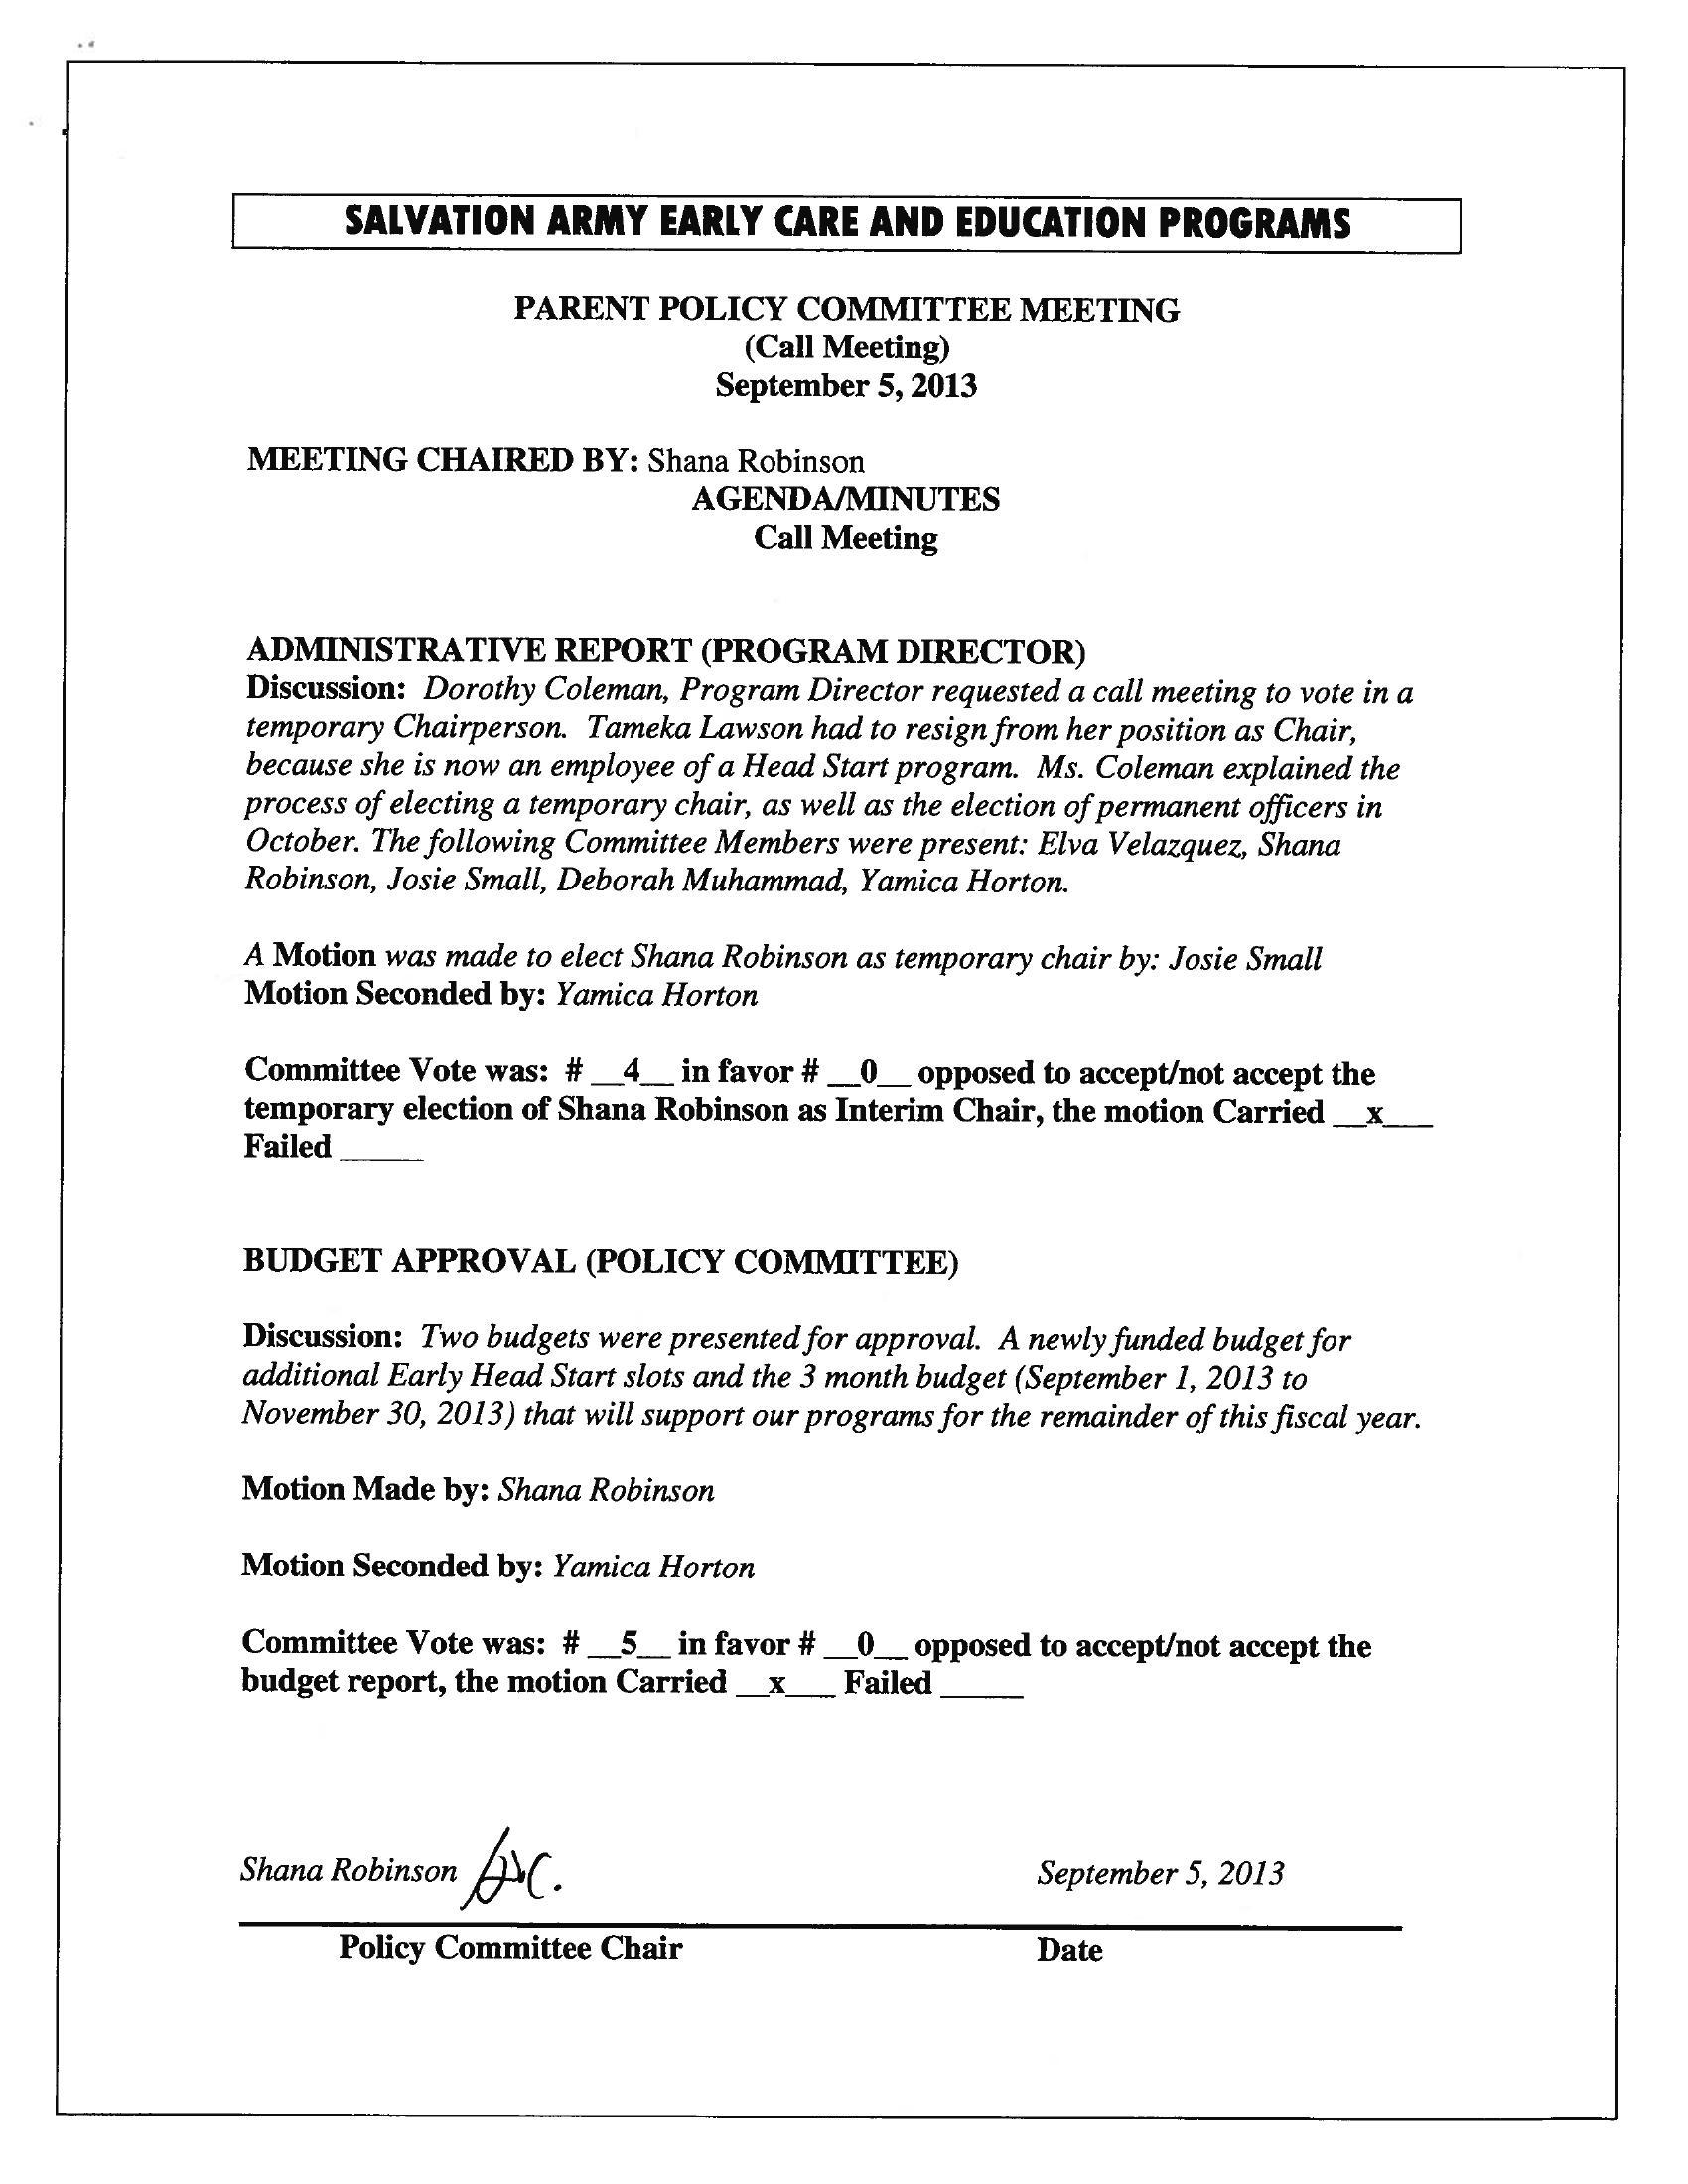 SALVATION ARMY EARLY CARE AND EDUCATION PROGRAMS
PARENT POLICY COMMITTEE MEETING
(Call Meeting)
September 5, 2013
MEETING CHAIRED BY: Shana Robinson
AGENDA/MINUTES
Call Meeting
ADMINISTRATIVE REPORT (PROGRAM DIRECTOR)
Discussion: Dorothy Coleman, Program Director requested a call meeting to vote in a
temporary Chairperson. Tameka Lawson had to resign from her position as Chair,
because she is now an employee of a Head Start program. Ms. Coleman explained the
process of electing a temporary chair, as well as the election of permanent officers in
October. The following Committee Members were present: Elva Velazquez, Shana
Robinson, Josie Small, Deborah Muhammad, Yamica Horton.
A Motion was made to elect Shana Robinson as temporary chair by: Josie Small
Motion Seconded by: Yamica Horton
Committee Vote was: # __4__ in favor # __0__ opposed to accept/not accept the
temporary election of Shana Robinson as Interim Chair, the motion Carried __x___
Failed _____
BUDGET APPROVAL (POLICY COMMITTEE)
Discussion: Two budgets were presented for approval. A newly funded budget for
additional Early Head Start slots and the 3 month budget (September 1, 2013 to
November 30, 2013) that will support our programs for the remainder of this fiscal year.
Motion Made by: Shana Robinson
Motion Seconded by: Yamica Horton
Committee Vote was: # __5__ in favor # __0__ opposed to accept/not accept the
budget report, the motion Carried __x___ Failed _____
Shana Robinson September 5, 2013
Policy Committee Chair Date